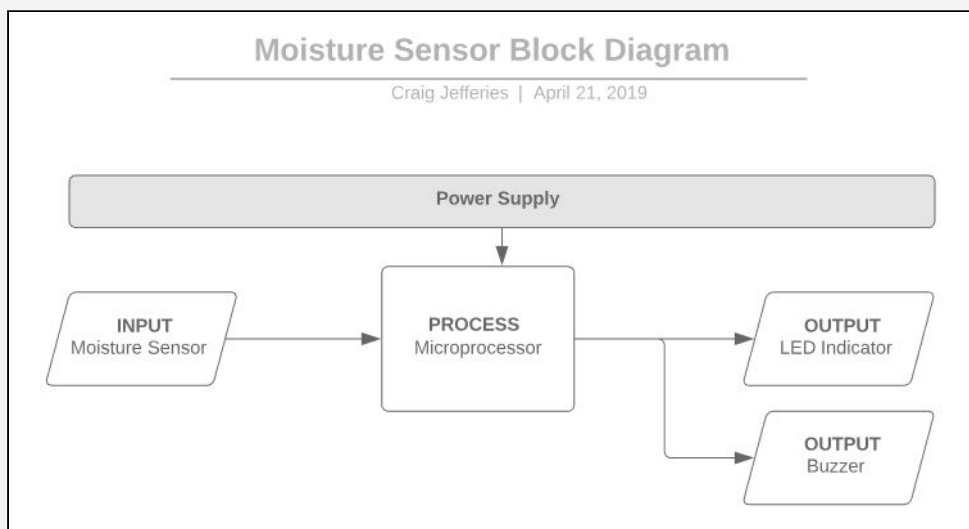 Moisture Sensor Block Diagram
Craig Jefferies | April 21, 2019
Power Supply
INPUT
Moisture Sensor
PROCESS
Microprocessor
OUTPUT
LED Indicator
OUTPUT
Buzzer